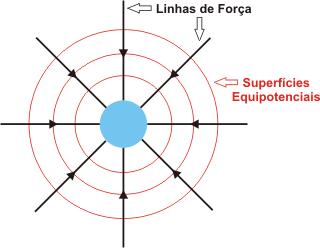 Linhas de Força
Superfícies
Equipotenciais